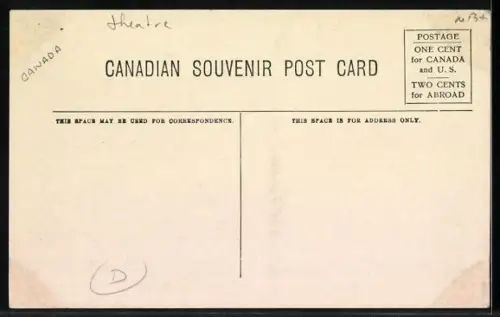 theatre
CANADA
POSTAGE
ONE CENT
for CANADA
and U. S.
TWO CENTS
for ABROAD
CANADIAN SOUVENIR POST CARD
THIS SPACE MAY BE USED FOR CORRESPONDENCE.
THIS SPACE IS FOR ADDRESS ONLY.
D